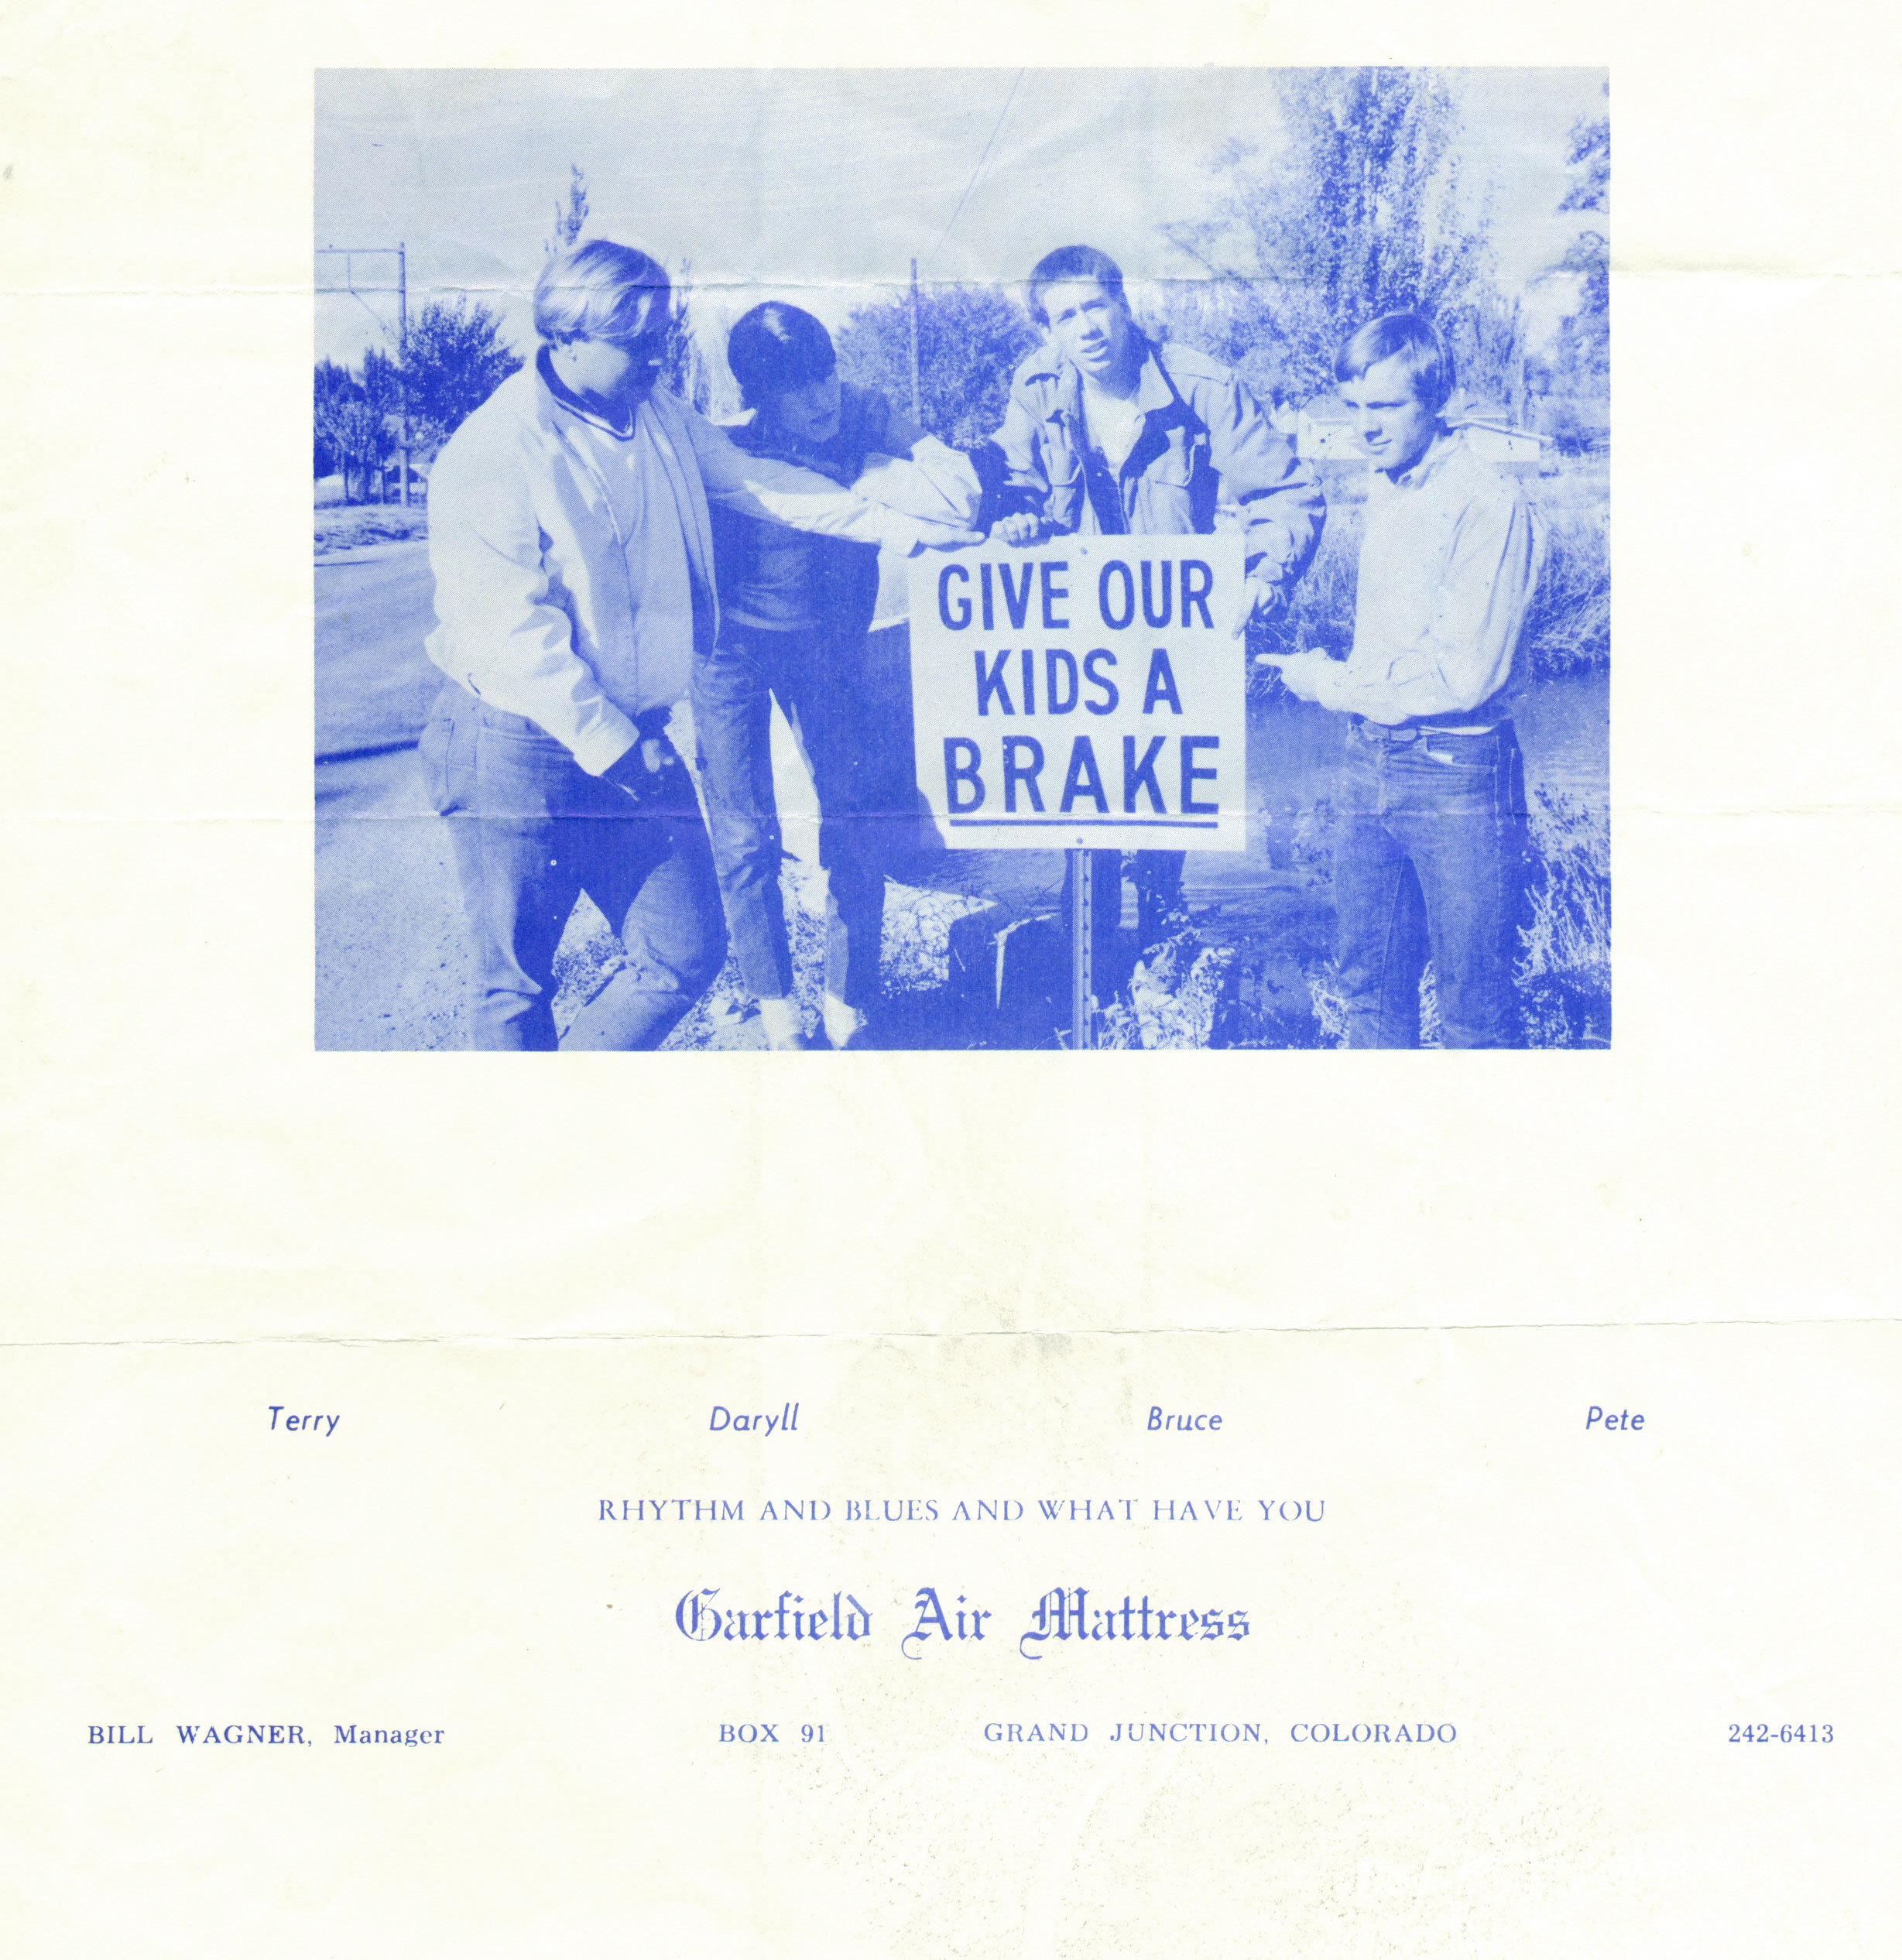 GIVE OUR
KIDS A
BRAKE
Terry Daryll Bruce Pete
RHYTHM AND BLUES AND WHAT HAVE YOU
Garfield Air Mattress
BILL WAGNER, Manager BOX 91 GRAND JUNCTION, COLORADO 242-6413